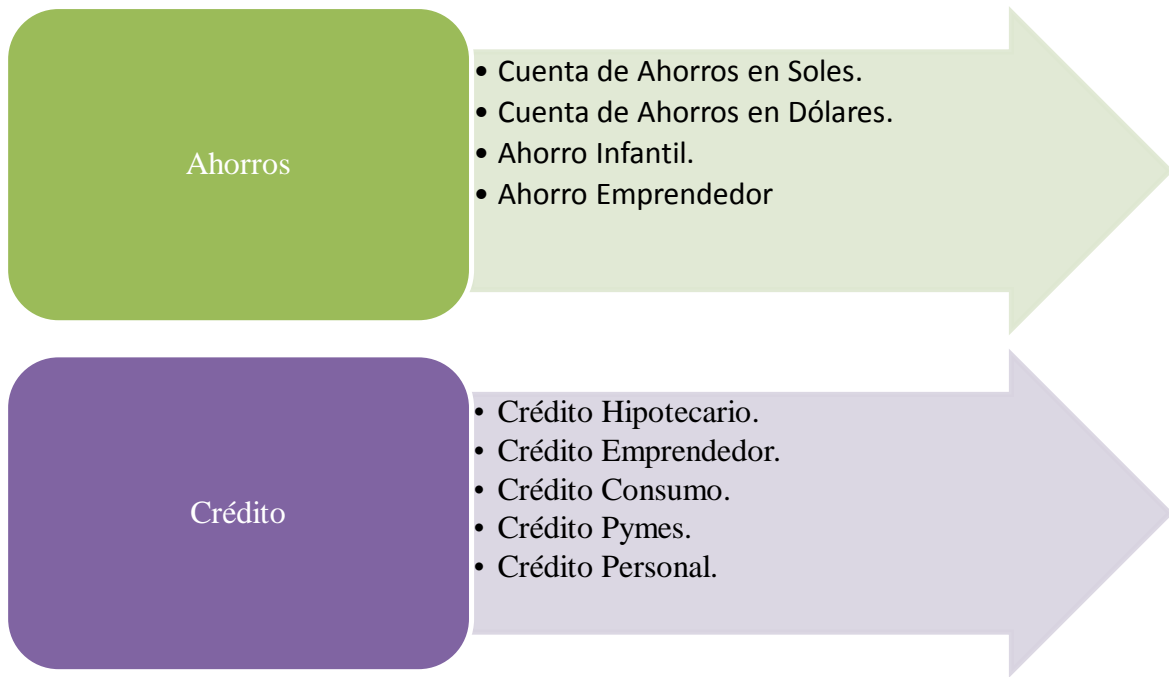 Ahorros
• Cuenta de Ahorros en Soles.
• Cuenta de Ahorros en Dólares.
• Ahorro Infantil.
• Ahorro Emprendedor
Crédito
• Crédito Hipotecario.
• Crédito Emprendedor.
• Crédito Consumo.
• Crédito Pymes.
• Crédito Personal.